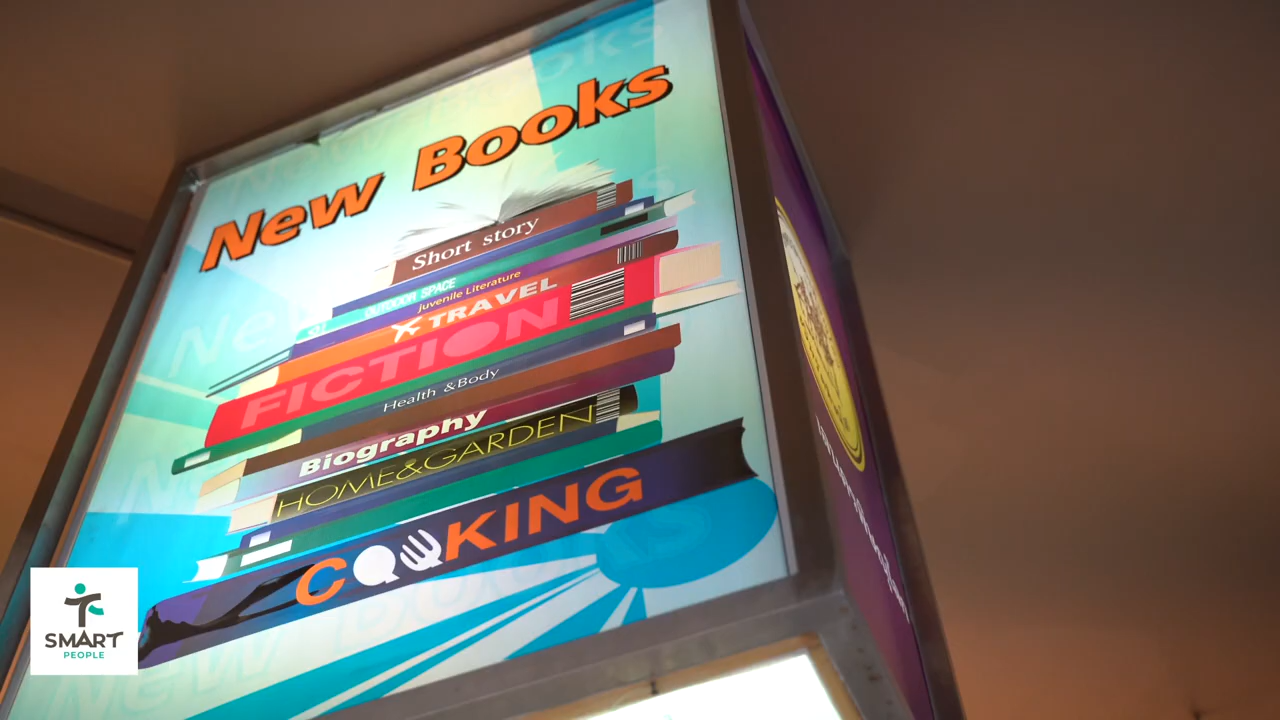 New Books
Short story
OUTDOOR SPACE
Juvenile Literature
TRAVEL
FICTION
Health &Body
Biography
HOME&GARDEN
COOKING
SMART
PEOPLE